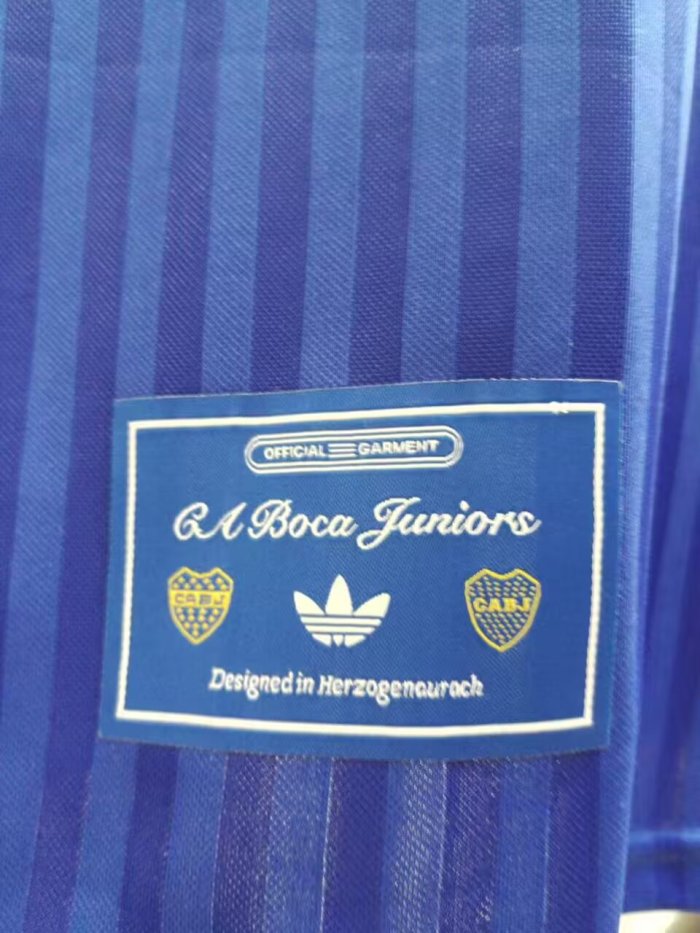 OFFICIAL GARMENT
CA Boca Juniors
CABJ CABJ
Designed in Herzogenaurach